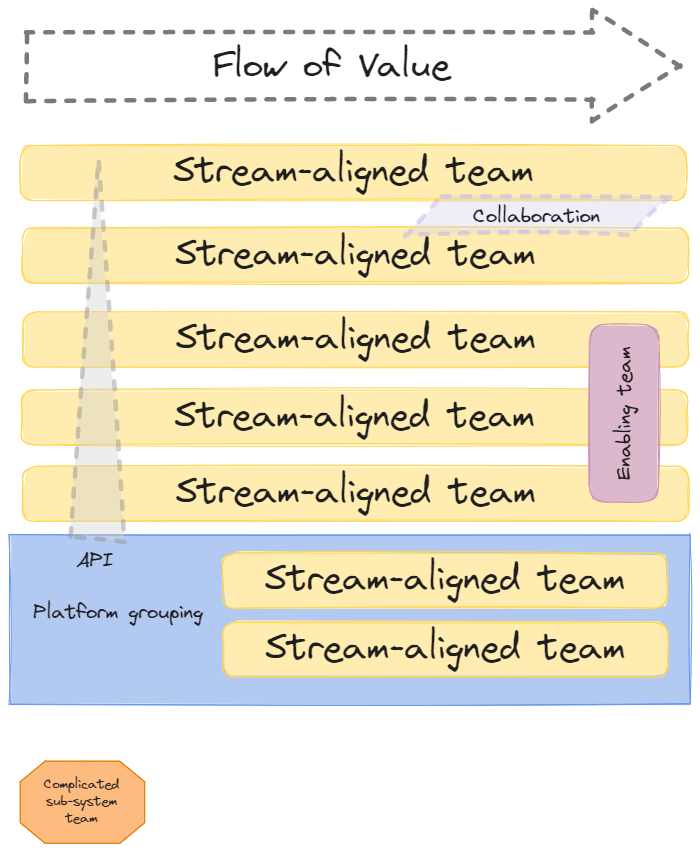 Flow of Value
Stream-aligned team
Collaboration
Stream-aligned team
Stream-aligned team
Enabling team
Stream-aligned team
Stream-aligned team
API
Stream-aligned team
Platform grouping
Stream-aligned team
Complicated
sub-system
team